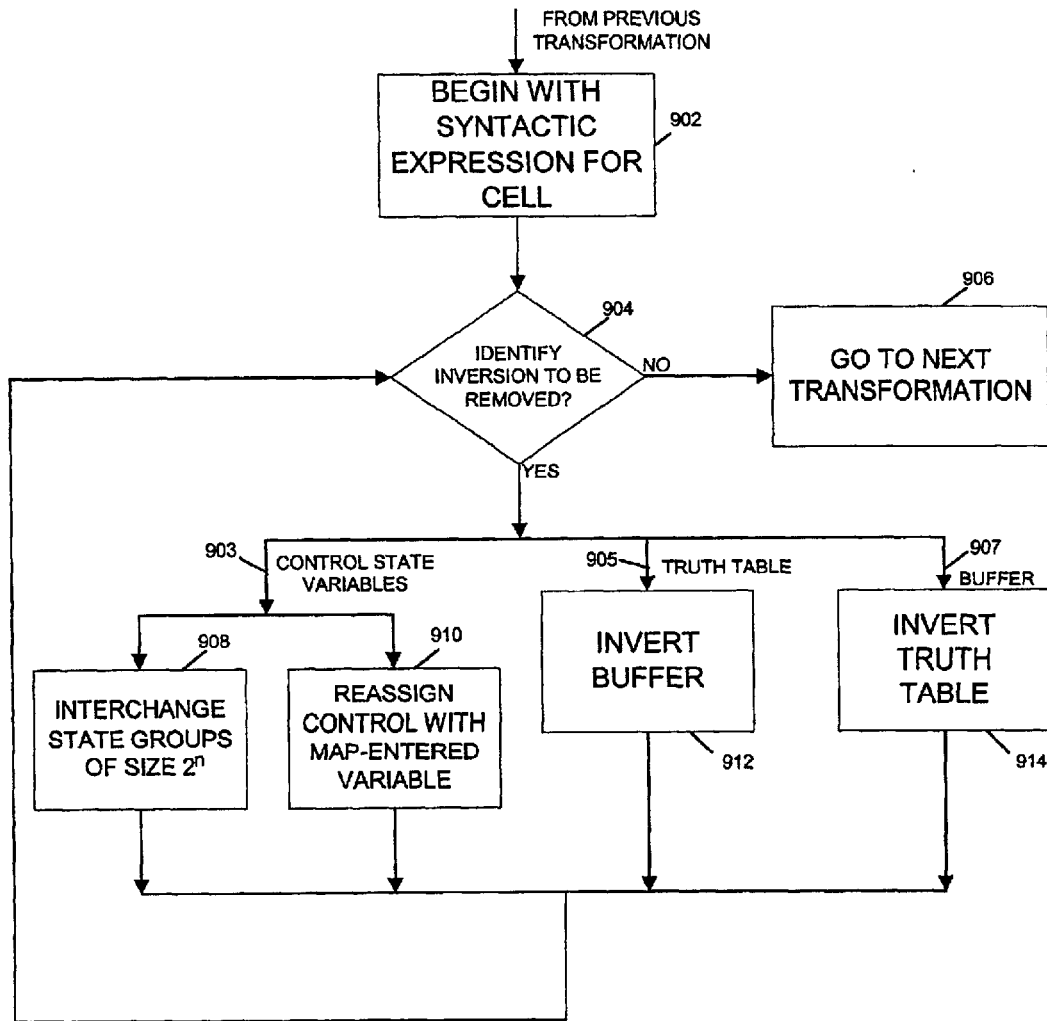 FROM PREVIOUS
TRANSFORMATION
BEGIN WITH
SYNTACTIC
EXPRESSION FOR
CELL
902
904
IDENTIFY
INVERSION TO BE
REMOVED?
NO
906
GO TO NEXT
TRANSFORMATION
YES
903
CONTROL STATE
VARIABLES
905
TRUTH TABLE
907
BUFFER
908
INTERCHANGE
STATE GROUPS
OF SIZE 2ⁿ
910
REASSIGN
CONTROL WITH
MAP-ENTERED
VARIABLE
INVERT
BUFFER
912
INVERT
TRUTH
TABLE
914